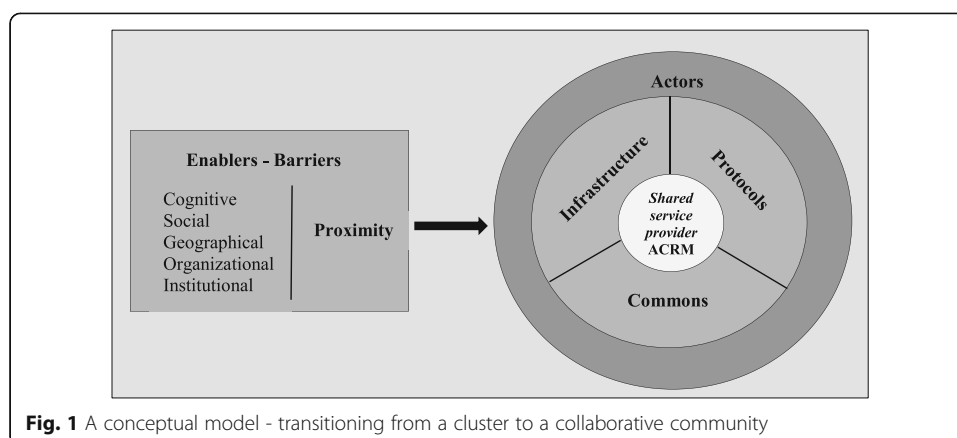 Enablers - Barriers
Cognitive
Social
Geographical
Organizational
Institutional
Proximity
Actors
Infrastructure
Protocols
Shared
service
provider
ACRM
Commons
Fig. 1 A conceptual model - transitioning from a cluster to a collaborative community